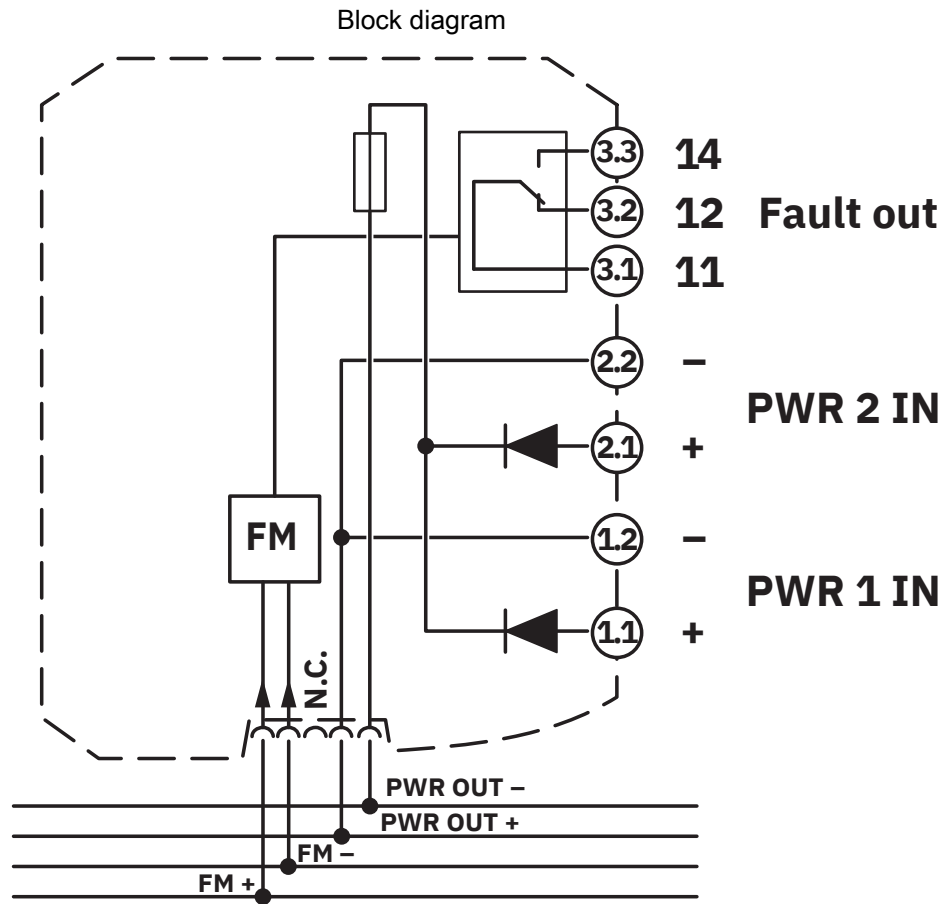 Block diagram
3.3 14
3.2 12 Fault out
3.1 11
2.2 –
PWR 2 IN
2.1 +
FM
1.2 –
PWR 1 IN
1.1 +
N.C.
PWR OUT –
PWR OUT +
FM –
FM +